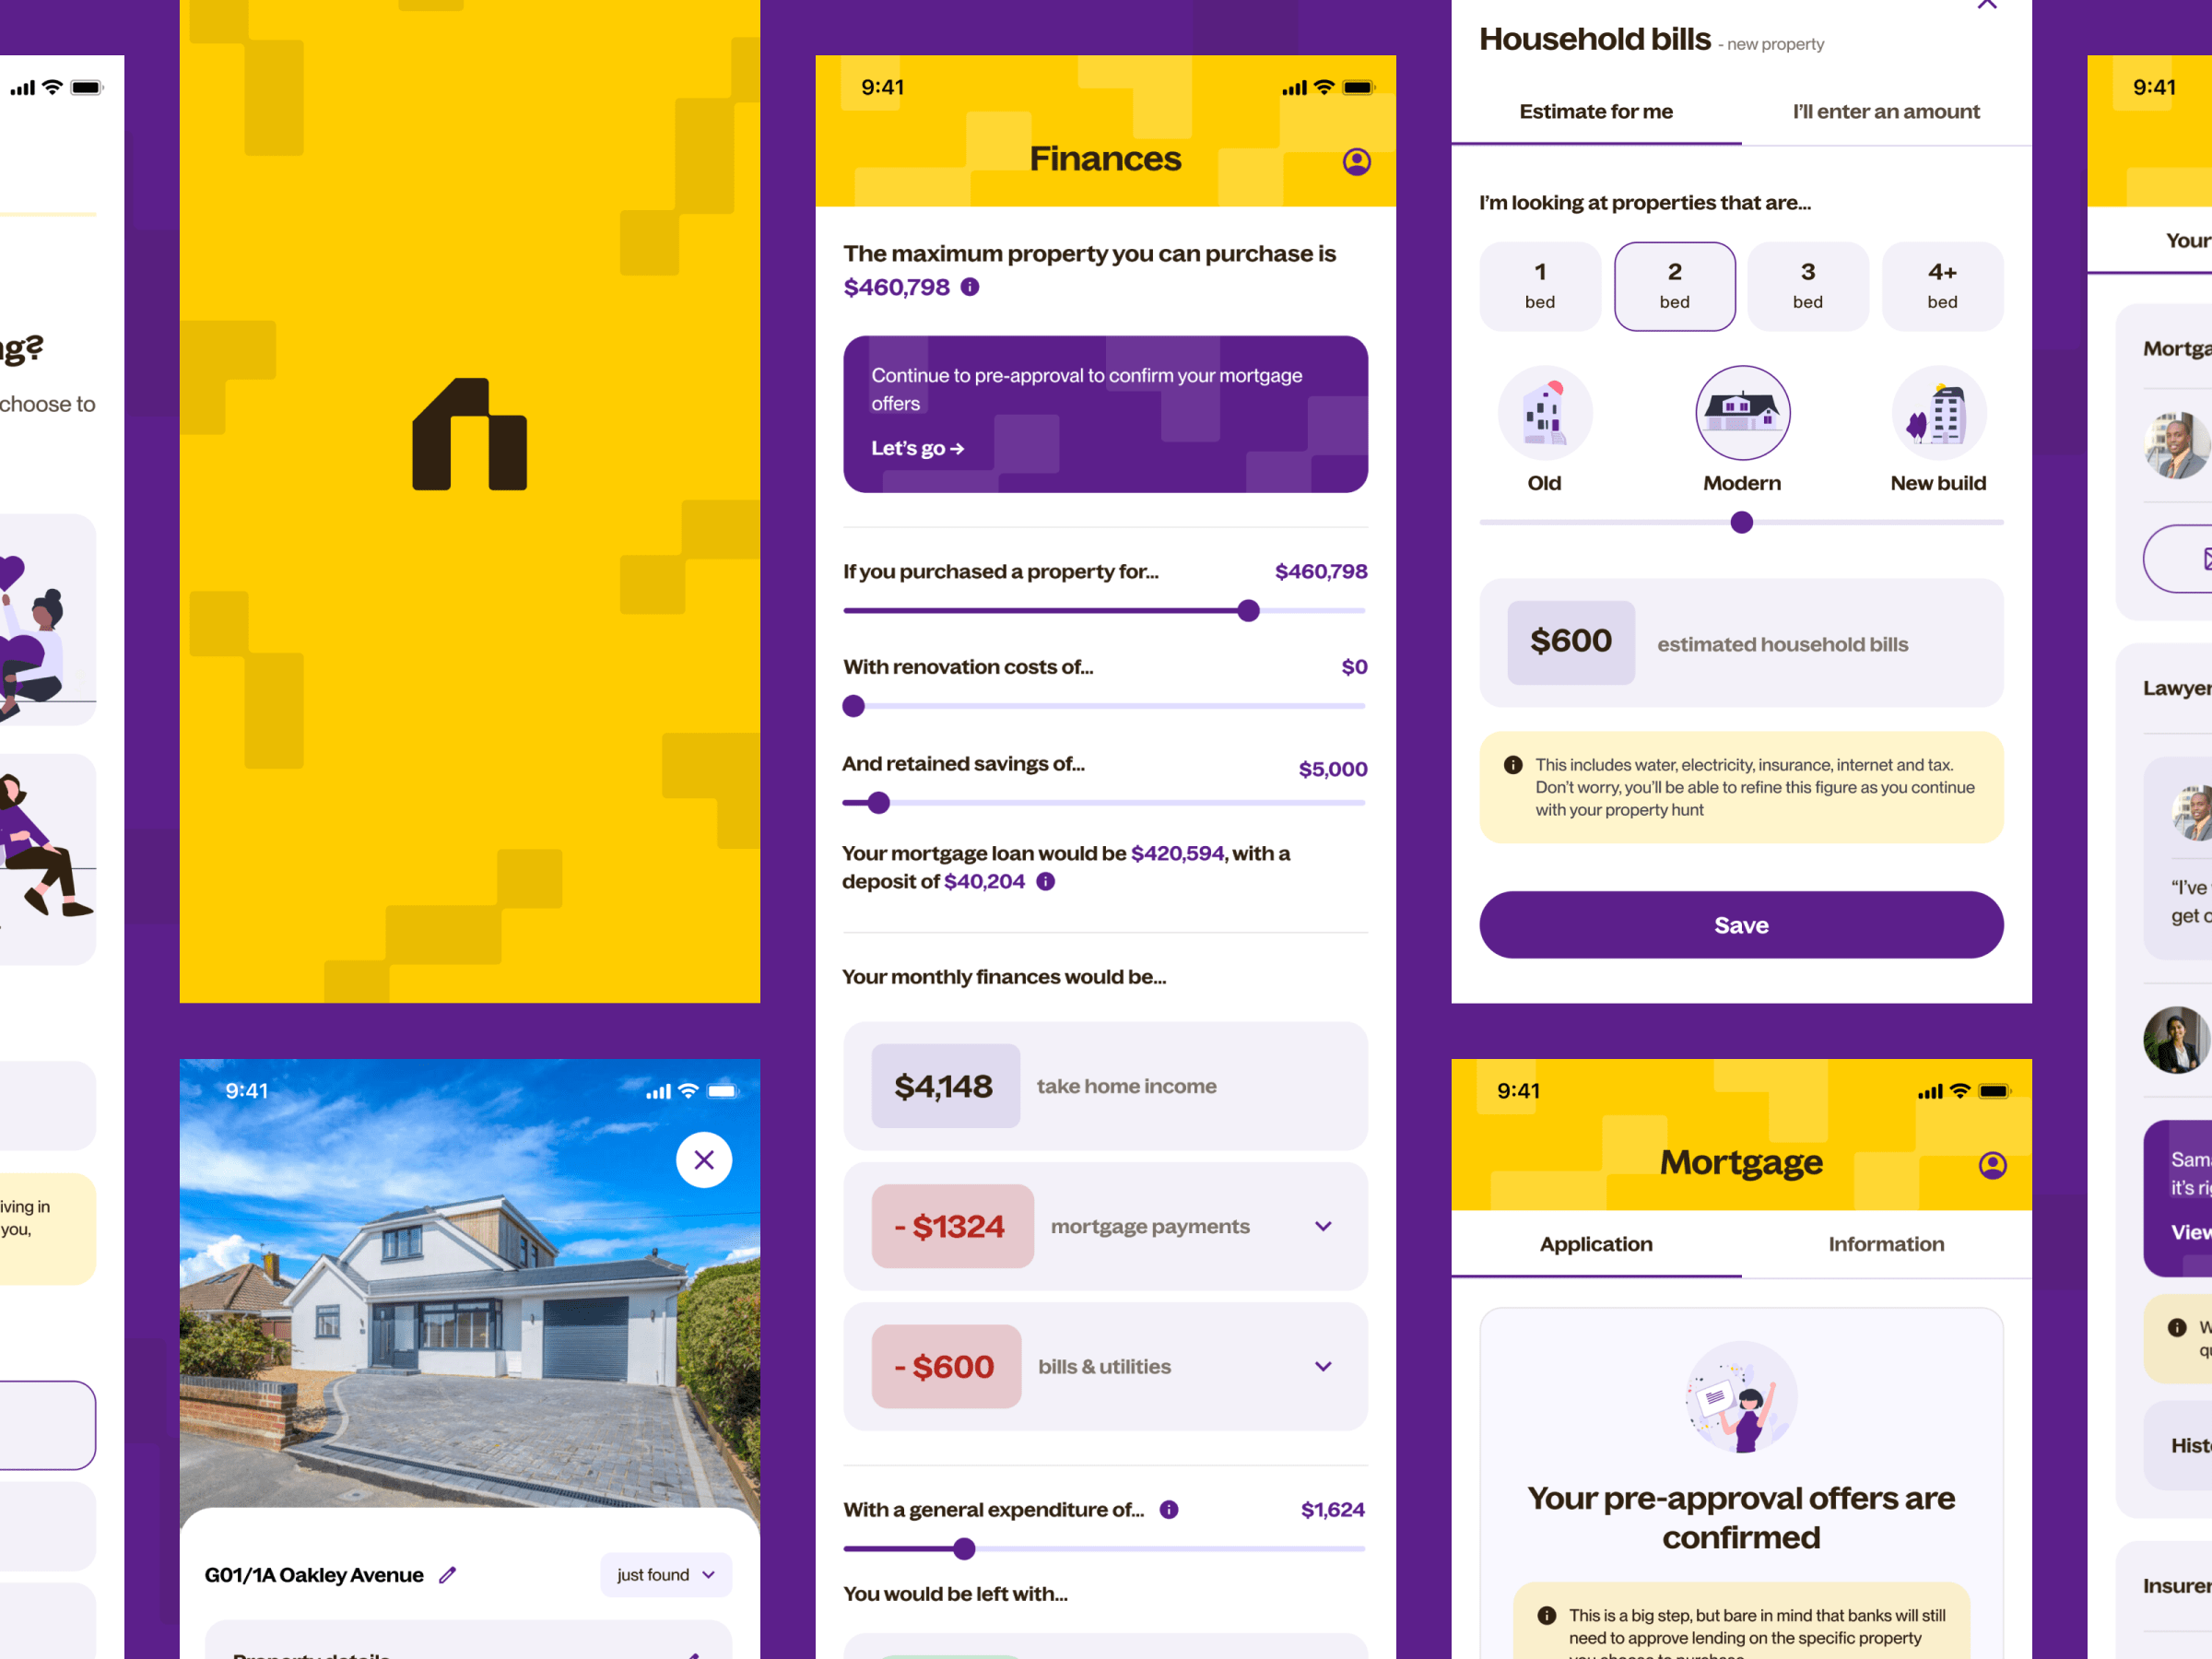 g?
choose to
iving in
you,
9:41
G01/1A Oakley Avenue
just found
Property details
9:41
Finances
The maximum property you can purchase is
$460,798
Continue to pre-approval to confirm your mortgage
offers
Let's go →
If you purchased a property for...
$460,798
With renovation costs of...
$0
And retained savings of...
$5,000
Your mortgage loan would be $420,594, with a
deposit of $40,204
Your monthly finances would be...
$4,148
take home income
- $1324
mortgage payments
- $600
bills & utilities
With a general expenditure of...
$1,624
You would be left with...
Household bills - new property
Estimate for me
I'll enter an amount
I'm looking at properties that are...
1
bed
2
bed
3
bed
4+
bed
Old
Modern
New build
$600
estimated household bills
This includes water, electricity, insurance, internet and tax.
Don't worry, you'll be able to refine this figure as you continue
with your property hunt
Save
9:41
Mortgage
Application
Information
Your pre-approval offers are
confirmed
This is a big step, but bare in mind that banks will still
need to approve lending on the specific property
you choose to purchase
9:41
Your
Mortga
Lawyer
"I've
get
Sam
it's ri
View
W
qu
Hist
Insurer